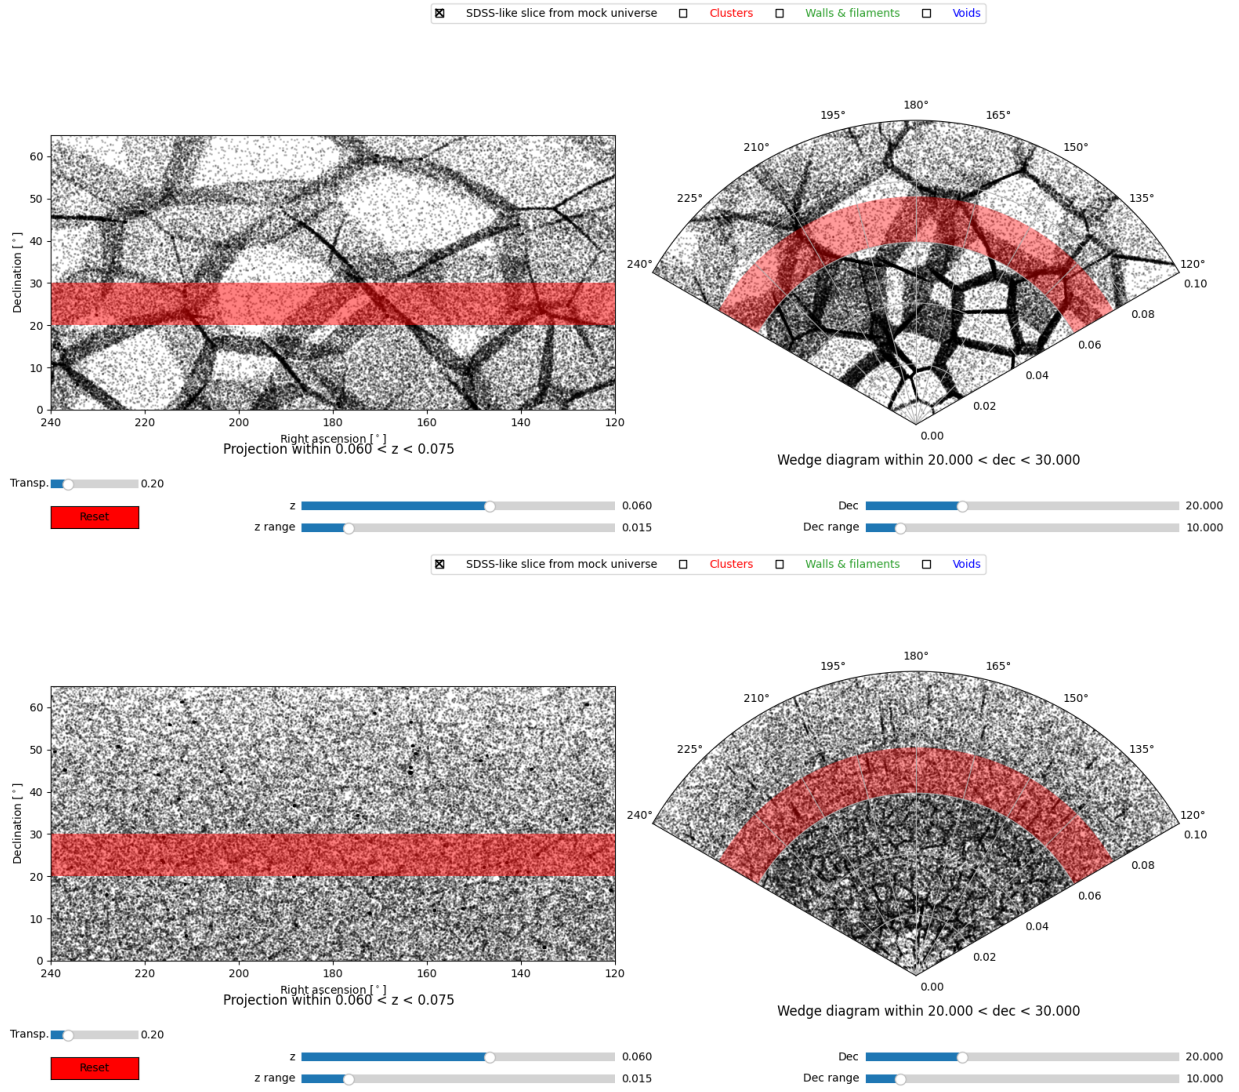 SDSS-like slice from mock universe Clusters Walls & filaments Voids
Declination [°]
60
50
40
30
20
10
0
240 220 200 180 160 140 120
Right ascension [°]
Projection within 0.060 < z < 0.075
240° 225° 210° 195° 180° 165° 150° 135° 120°
0.10
0.08
0.06
0.04
0.02
0.00
Wedge diagram within 20.000 < dec < 30.000
Transp. 0.20
Reset
z 0.060
z range 0.015
Dec 20.000
Dec range 10.000
SDSS-like slice from mock universe Clusters Walls & filaments Voids
Declination [°]
60
50
40
30
20
10
0
240 220 200 180 160 140 120
Right ascension [°]
Projection within 0.060 < z < 0.075
240° 225° 210° 195° 180° 165° 150° 135° 120°
0.10
0.08
0.06
0.04
0.02
0.00
Wedge diagram within 20.000 < dec < 30.000
Transp. 0.20
Reset
z 0.060
z range 0.015
Dec 20.000
Dec range 10.000